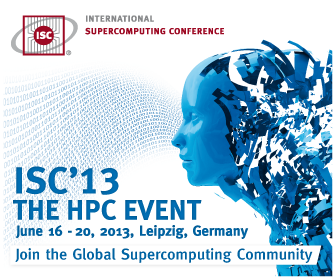 ISC
®
INTERNATIONAL
SUPERCOMPUTING CONFERENCE
ISC'13
THE HPC EVENT
June 16 - 20, 2013, Leipzig, Germany
Join the Global Supercomputing Community